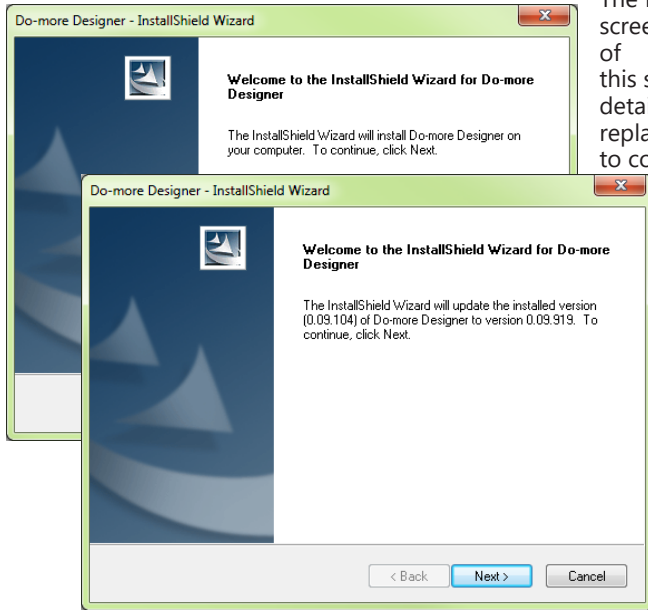 Do-more Designer - InstallShield Wizard
Welcome to the InstallShield Wizard for Do-more
Designer
The InstallShield Wizard will install Do-more Designer on
your computer. To continue, click Next.
The
scree
of
this s
detai
repla
to co
Do-more Designer - InstallShield Wizard
Welcome to the InstallShield Wizard for Do-more
Designer
The InstallShield Wizard will update the installed version
(0.09.104) of Do-more Designer to version 0.09.919. To
continue, click Next.
< Back Next > Cancel